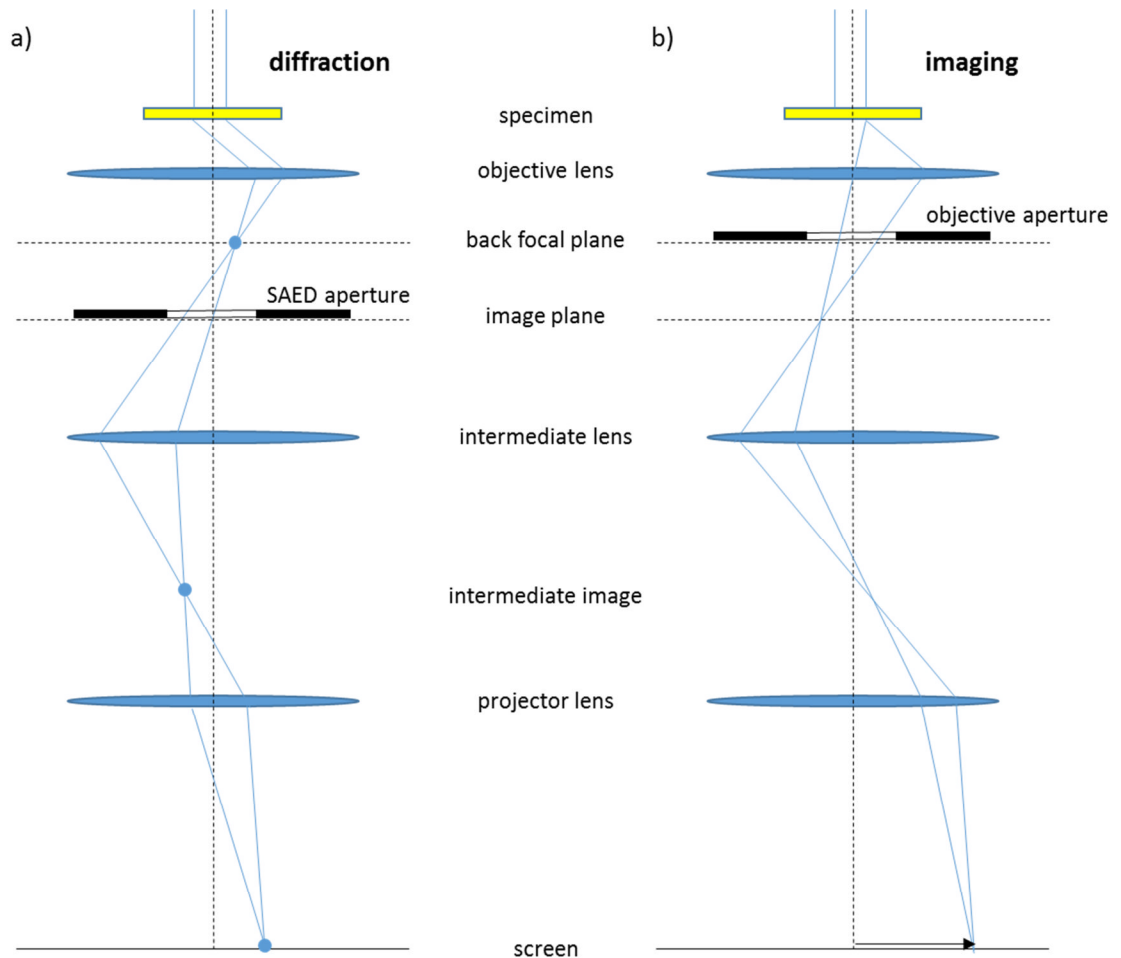 a)
diffraction
b)
imaging
specimen
objective lens
objective aperture
back focal plane
SAED aperture
image plane
intermediate lens
intermediate image
projector lens
screen